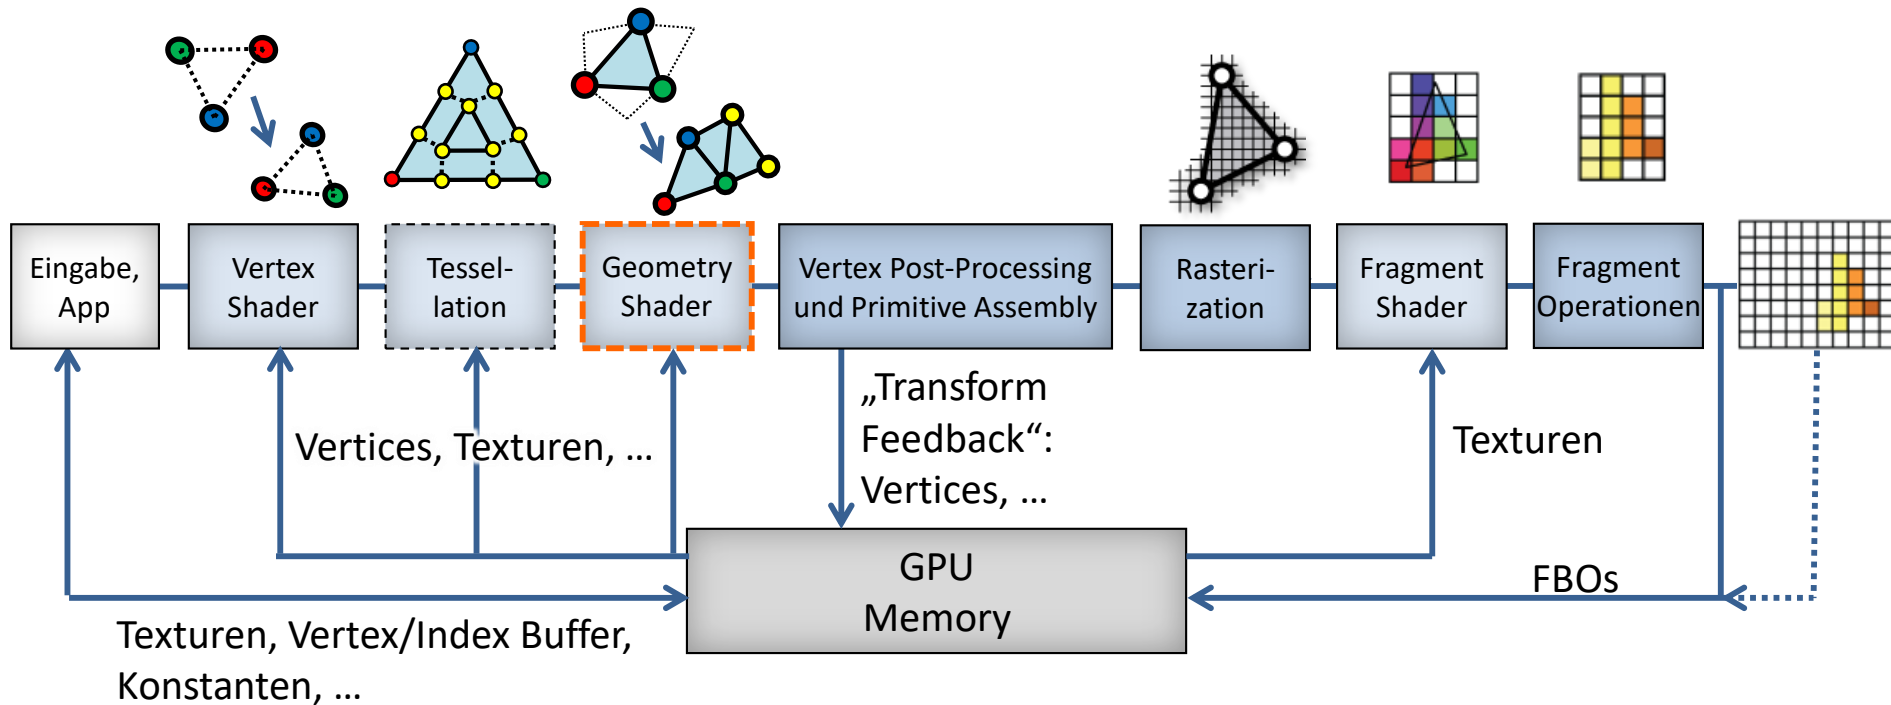 Eingabe,
App
Vertex
Shader
Tessel-
lation
Geometry
Shader
Vertex Post-Processing
und Primitive Assembly
Rasteri-
zation
Fragment
Shader
Fragment
Operationen
Vertices, Texturen, …
„Transform
Feedback“:
Vertices, …
Texturen
GPU
Memory
FBOs
Texturen, Vertex/Index Buffer,
Konstanten, …